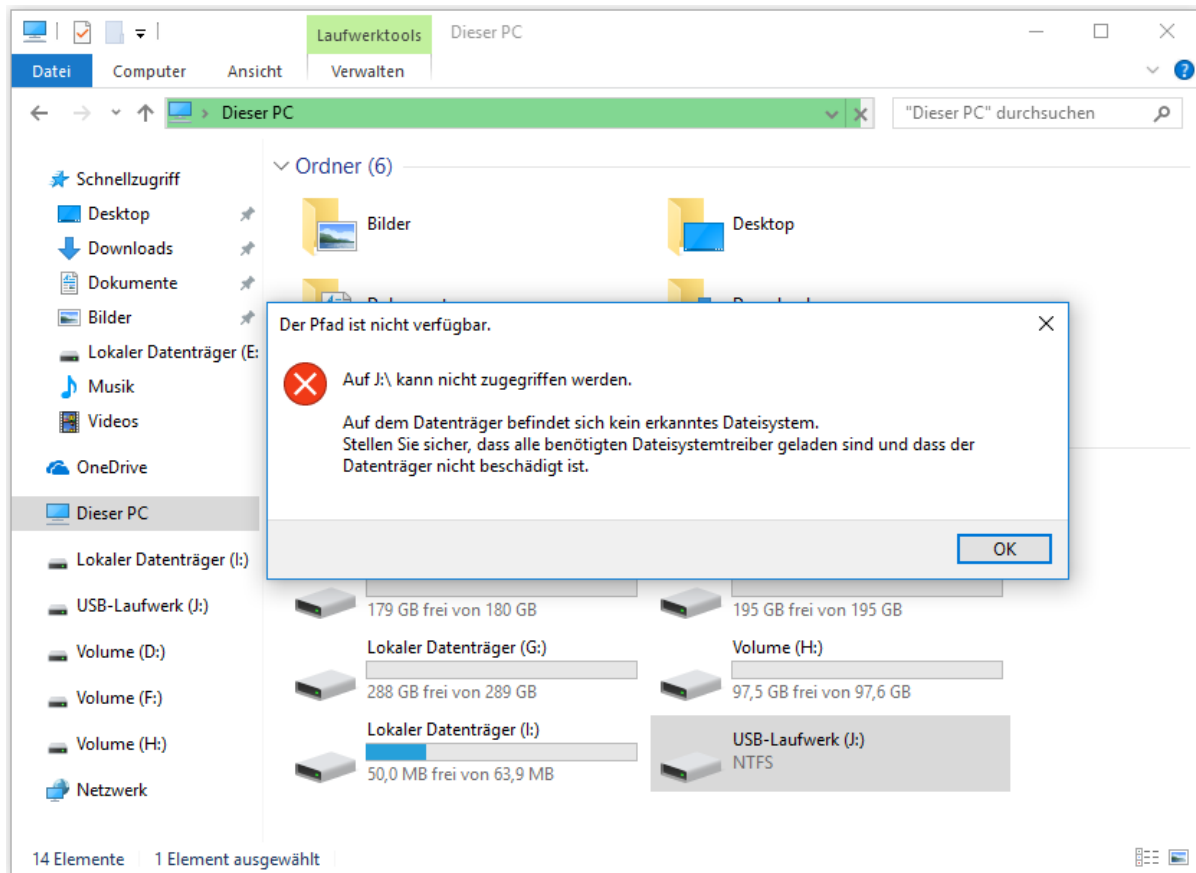 Laufwerktools
Dieser PC
Datei
Computer
Ansicht
Verwalten
Dieser PC
"Dieser PC" durchsuchen
Schnellzugriff
Desktop
Downloads
Dokumente
Bilder
Lokaler Datenträger (E:
Musik
Videos
OneDrive
Dieser PC
Lokaler Datenträger (I:)
USB-Laufwerk (J:)
Volume (D:)
Volume (F:)
Volume (H:)
Netzwerk
Ordner (6)
Bilder
Desktop
Der Pfad ist nicht verfügbar.
Auf J:\ kann nicht zugegriffen werden.
Auf dem Datenträger befindet sich kein erkanntes Dateisystem.
Stellen Sie sicher, dass alle benötigten Dateisystemtreiber geladen sind und dass der
Datenträger nicht beschädigt ist.
OK
179 GB frei von 180 GB
195 GB frei von 195 GB
Lokaler Datenträger (G:)
288 GB frei von 289 GB
Volume (H:)
97,5 GB frei von 97,6 GB
Lokaler Datenträger (I:)
50,0 MB frei von 63,9 MB
USB-Laufwerk (J:)
NTFS
14 Elemente
1 Element ausgewählt